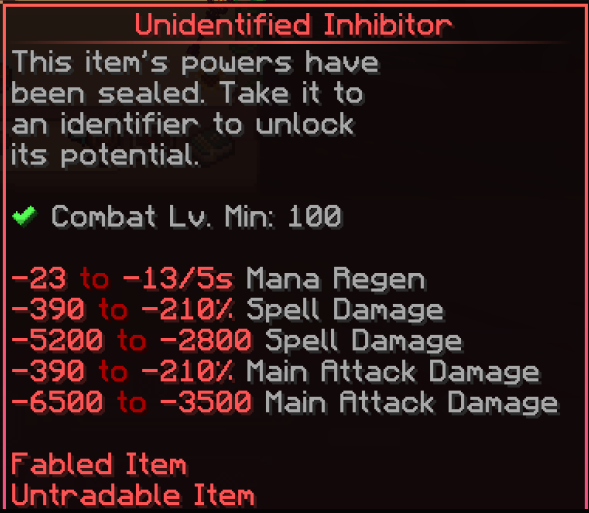 Unidentified Inhibitor
This item's powers have
been sealed. Take it to
an identifier to unlock
its potential.
✔ Combat Lv. Min: 100
-23 to -13/5s Mana Regen
-390 to -210% Spell Damage
-5200 to -2800 Spell Damage
-390 to -210% Main Attack Damage
-6500 to -3500 Main Attack Damage
Fabled Item
Untradable Item